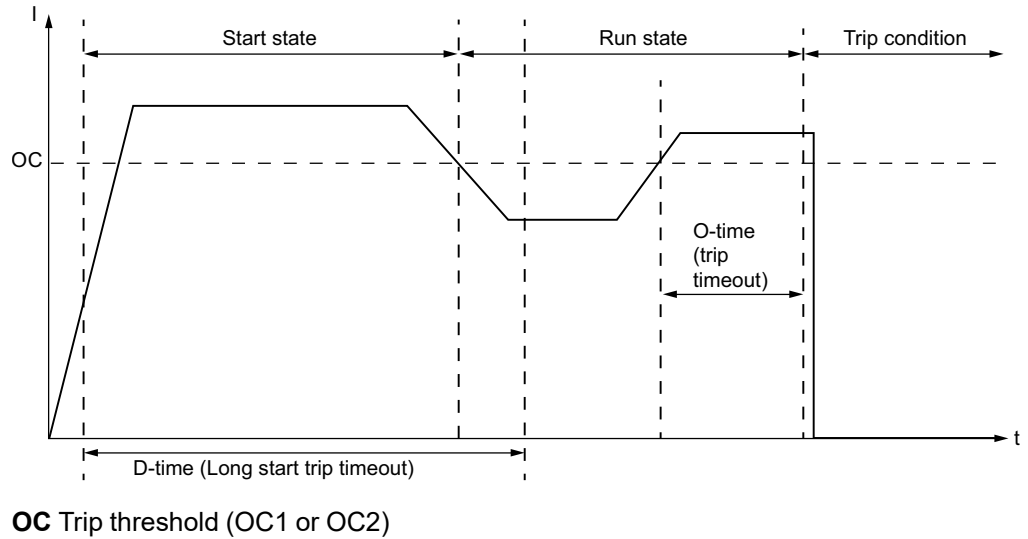 I
Start state
Run state
Trip condition
OC
O-time
(trip
timeout)
t
D-time (Long start trip timeout)
OC Trip threshold (OC1 or OC2)